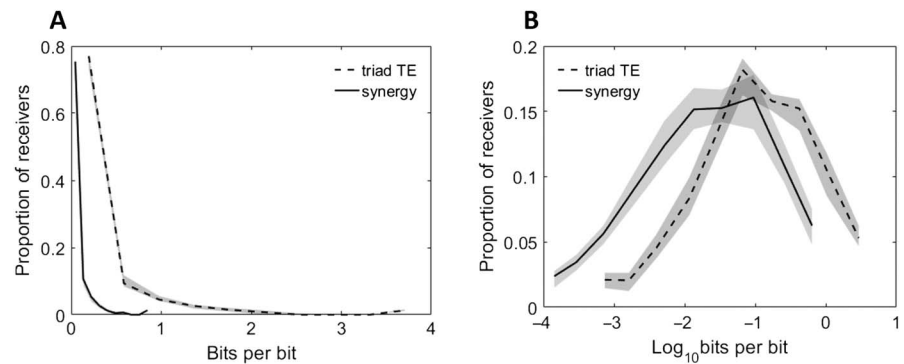 A
B
Proportion of receivers
0.8
0.6
0.4
0.2
0
0
1
2
3
4
Bits per bit
triad TE
synergy
Proportion of receivers
0.2
0.15
0.1
0.05
0
−4
−3
−2
−1
0
1
Log10bits per bit
triad TE
synergy